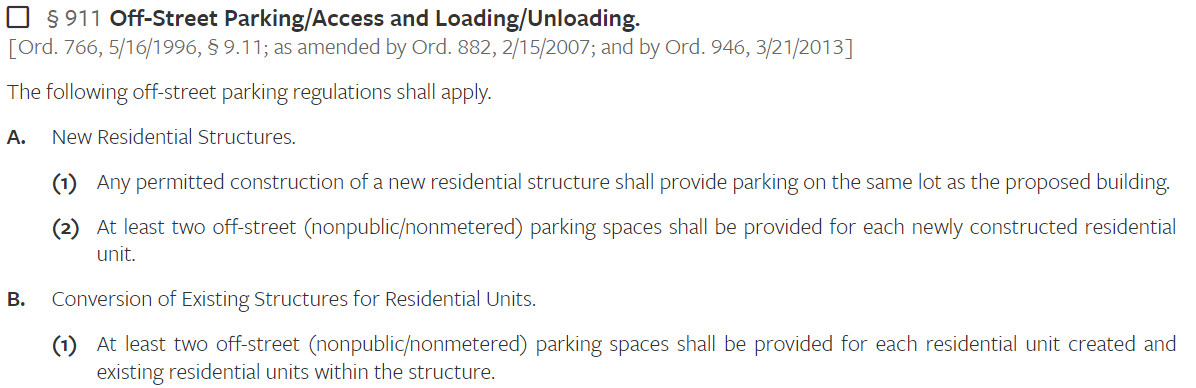 § 911 Off-Street Parking/Access and Loading/Unloading.
[Ord. 766, 5/16/1996, § 9.11; as amended by Ord. 882, 2/15/2007; and by Ord. 946, 3/21/2013]
The following off-street parking regulations shall apply.
A. New Residential Structures.
(1) Any permitted construction of a new residential structure shall provide parking on the same lot as the proposed building.
(2) At least two off-street (nonpublic/nonmetered) parking spaces shall be provided for each newly constructed residential
unit.
B. Conversion of Existing Structures for Residential Units.
(1) At least two off-street (nonpublic/nonmetered) parking spaces shall be provided for each residential unit created and
existing residential units within the structure.